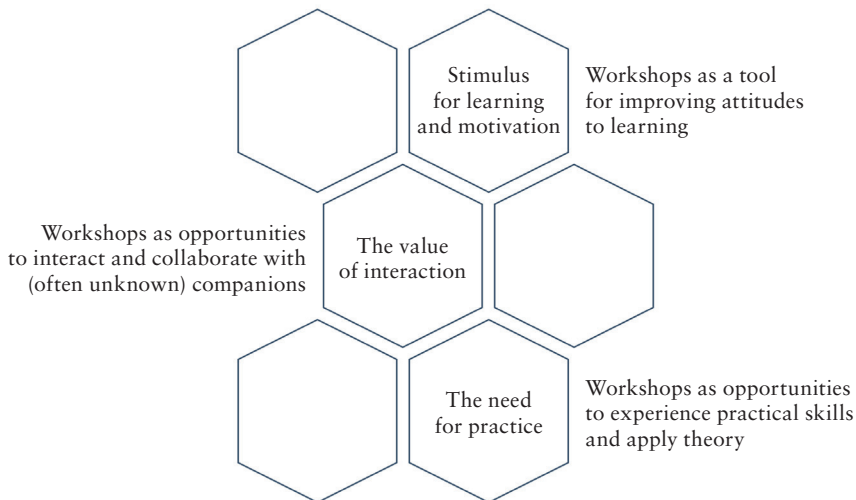 Stimulus
for learning
and motivation
Workshops as a tool
for improving attitudes
to learning
Workshops as opportunities
to interact and collaborate with
(often unknown) companions
The value
of interaction
The need
for practice
Workshops as opportunities
to experience practical skills
and apply theory